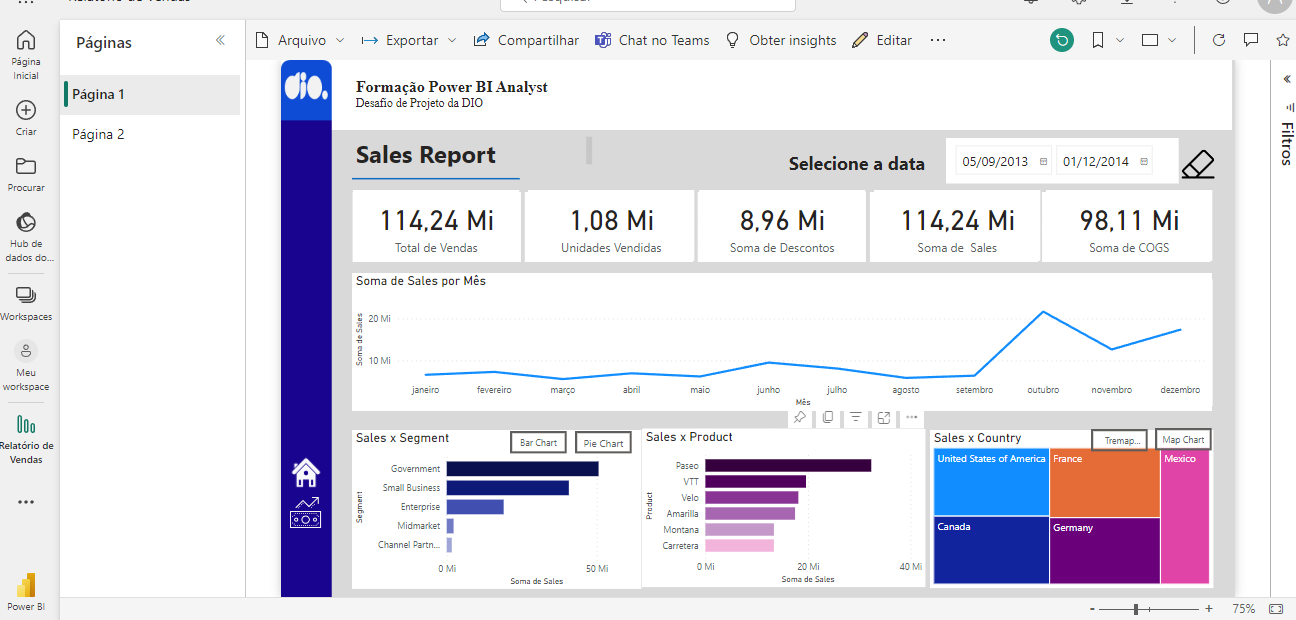 Páginas
Arquivo
Exportar
Compartilhar
Chat no Teams
Obter insights
Editar
Página
Inicial
Criar
Procurar
Hub de
dados do...
Workspaces
Meu
workspace
Relatório de
Vendas
Power BI
Página 1
Página 2
dio.
Formação Power BI Analyst
Desafio de Projeto da DIO
Sales Report
Selecione a data
05/09/2013
01/12/2014
Filtros
114,24 Mi
Total de Vendas
1,08 Mi
Unidades Vendidas
8,96 Mi
Soma de Descontos
114,24 Mi
Soma de Sales
98,11 Mi
Soma de COGS
Soma de Sales por Mês
Soma de Sales
20 Mi
10 Mi
janeiro
fevereiro
março
abril
maio
junho
julho
agosto
setembro
outubro
novembro
dezembro
Mês
Sales x Segment
Bar Chart
Pie Chart
Segment
Government
Small Business
Enterprise
Midmarket
Channel Partn...
0 Mi
50 Mi
Soma de Sales
Sales x Product
Product
Paseo
VTT
Velo
Amarilla
Montana
Carretera
0 Mi
20 Mi
40 Mi
Soma de Sales
Sales x Country
Tremap...
Map Chart
United States of America
France
Mexico
Canada
Germany
75%